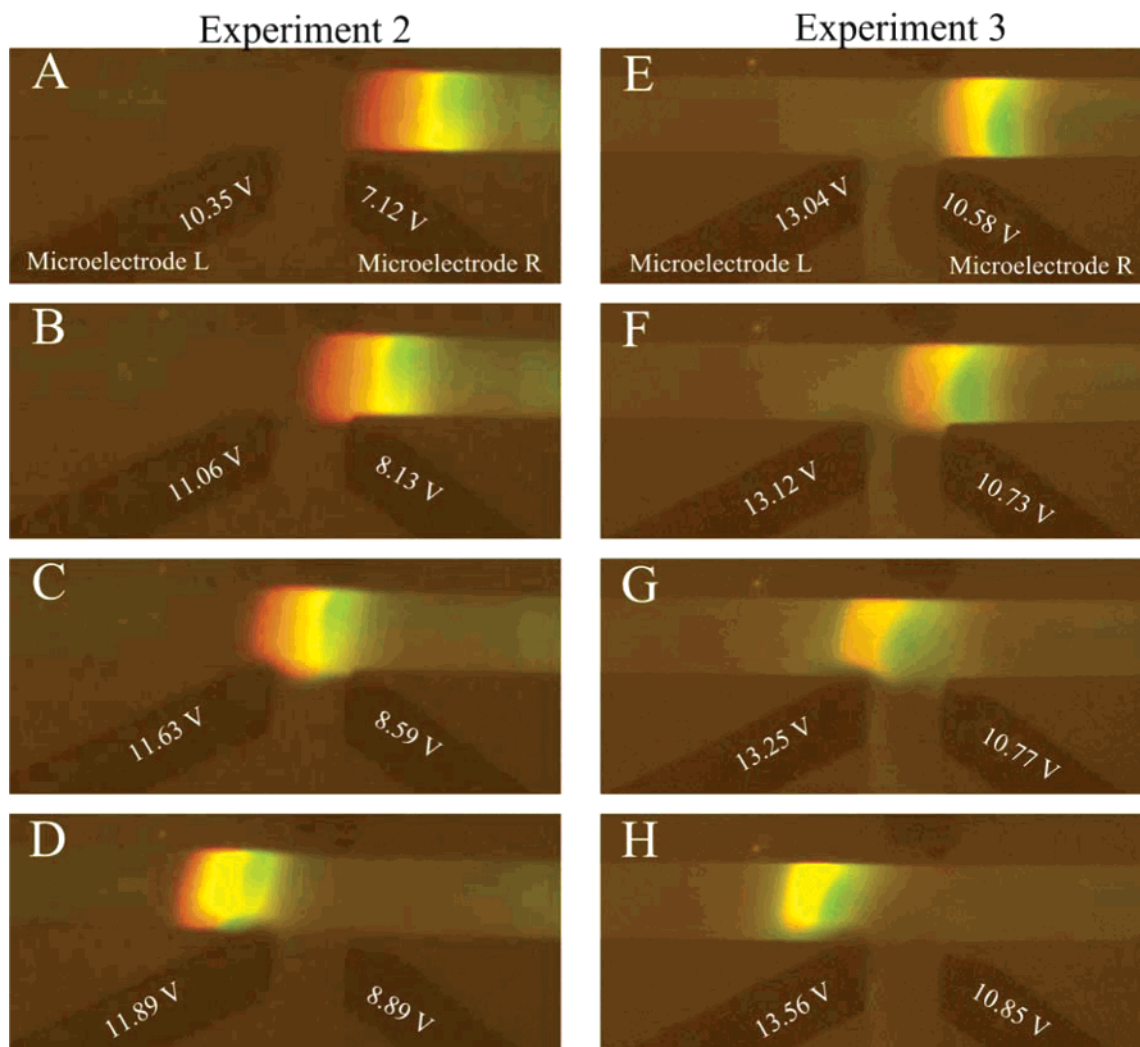 Experiment 2
A
10.35 V
7.12 V
Microelectrode L
Microelectrode R
B
11.06 V
8.13 V
C
11.63 V
8.59 V
D
11.89 V
8.89 V
Experiment 3
E
13.04 V
10.58 V
Microelectrode L
Microelectrode R
F
13.12 V
10.73 V
G
13.25 V
10.77 V
H
13.56 V
10.85 V